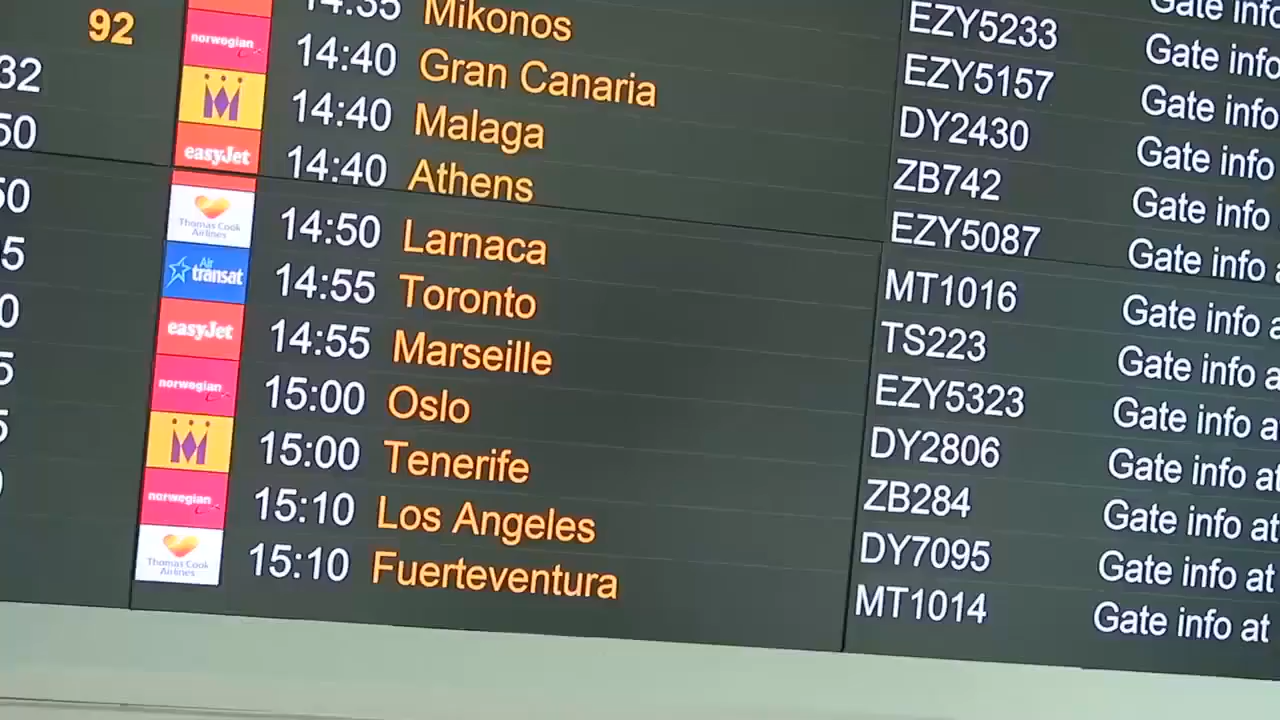 EZY5233 Gate info
14:35 Mikonos EZY5157 Gate info
92 norwegian 14:40 Gran Canaria DY2430 Gate info
14:40 Malaga ZB742 Gate info
easyJet 14:40 Athens EZY5087 Gate info
Thomas Cook Airlines 14:50 Larnaca MT1016 Gate info
Air transat 14:55 Toronto TS223 Gate info
easyJet 14:55 Marseille EZY5323 Gate info
norwegian 15:00 Oslo DY2806 Gate info at
15:00 Tenerife ZB284 Gate info at
norwegian 15:10 Los Angeles DY7095 Gate info at
Thomas Cook Airlines 15:10 Fuerteventura MT1014 Gate info at